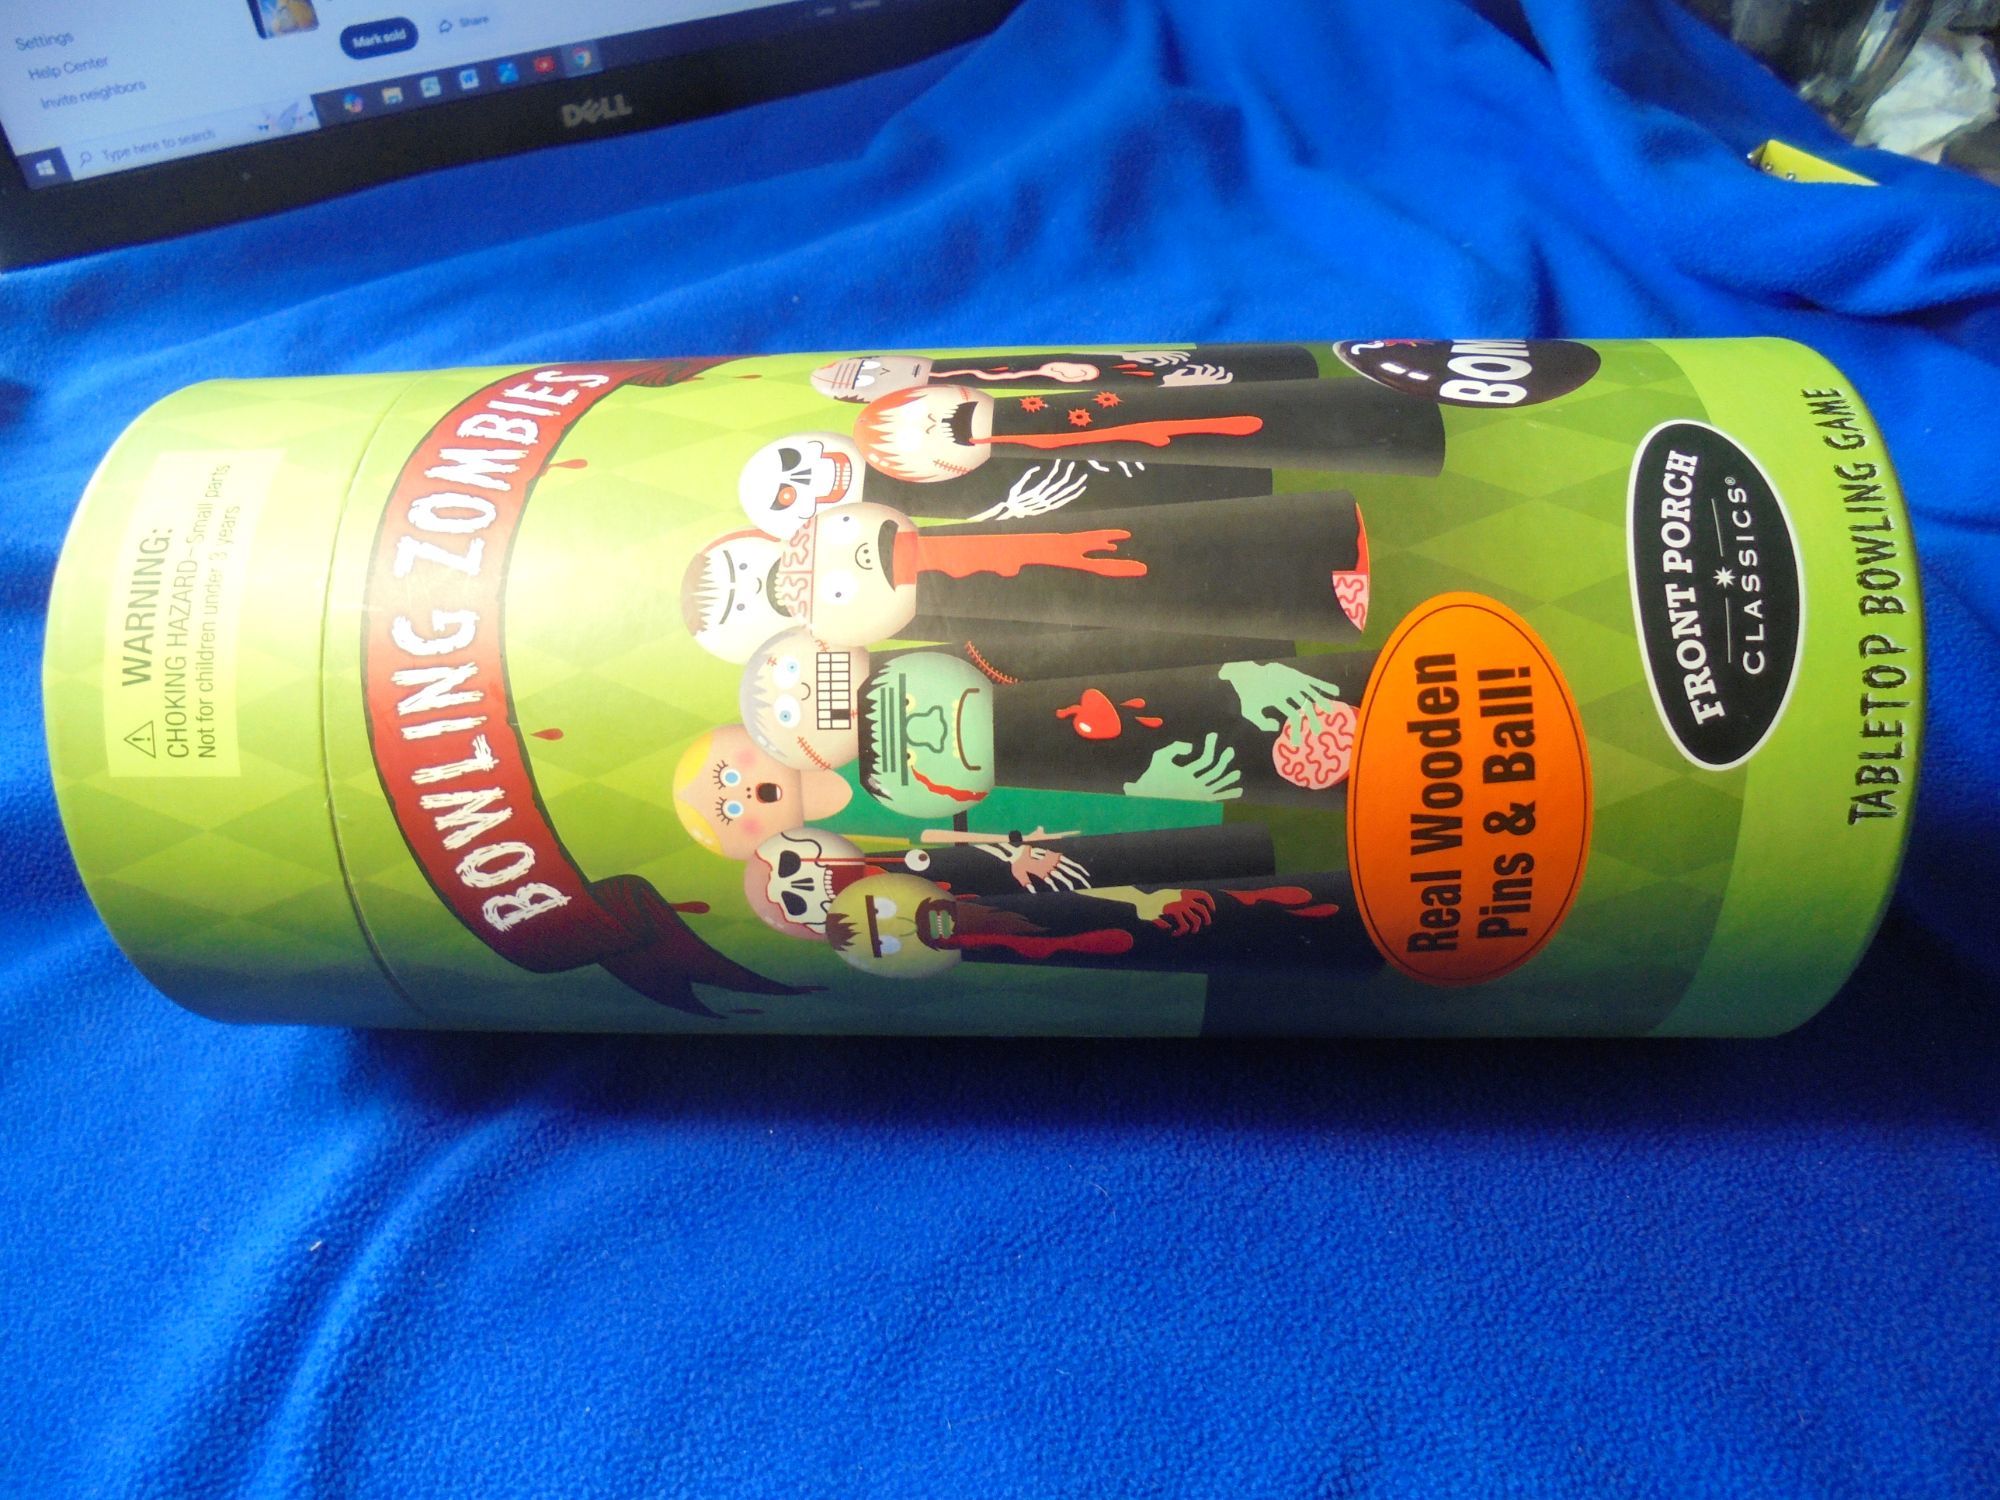 Settings
Help Center
Invite neighbors
Mark sold
Share
Type here to search
DELL
WARNING:
CHOKING HAZARD–Small parts
Not for children under 3 years
BOWLING ZOMBIES
BOM
Real Wooden
Pins & Ball!
FRONT PORCH
CLASSICS®
TABLETOP BOWLING GAME